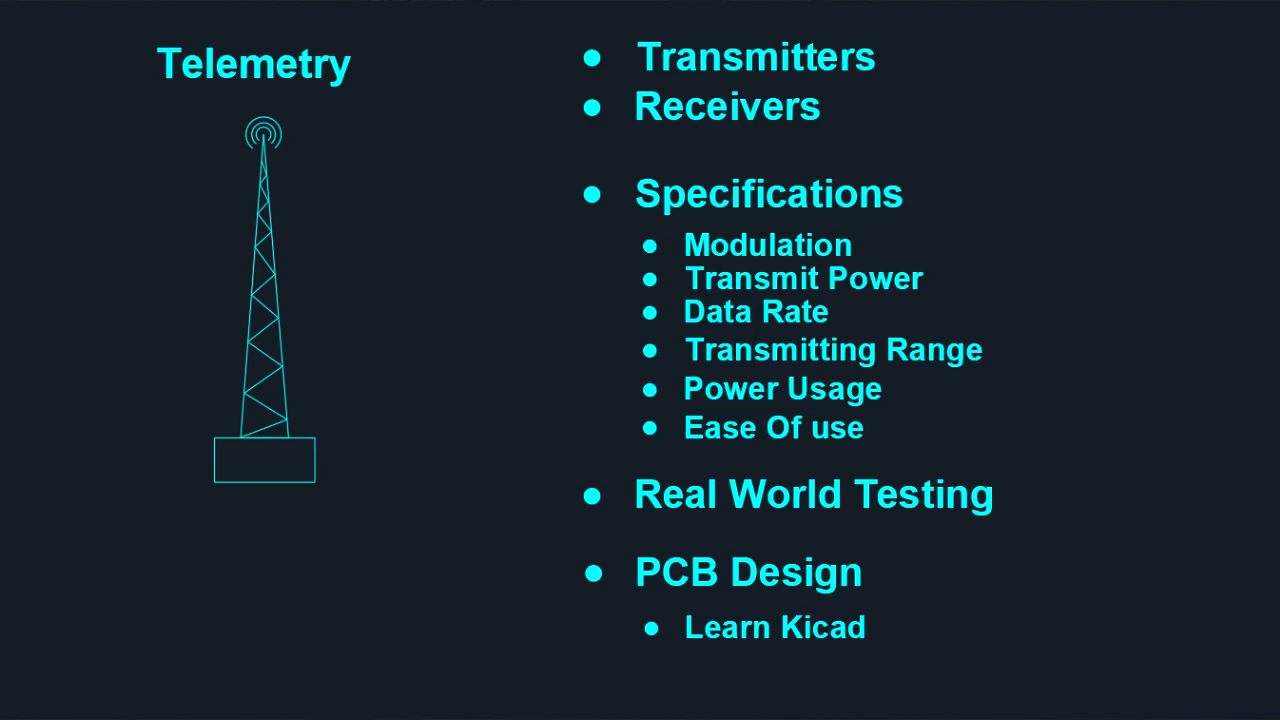 Telemetry
● Transmitters
● Receivers
● Specifications
● Modulation
● Transmit Power
● Data Rate
● Transmitting Range
● Power Usage
● Ease Of use
● Real World Testing
● PCB Design
● Learn Kicad